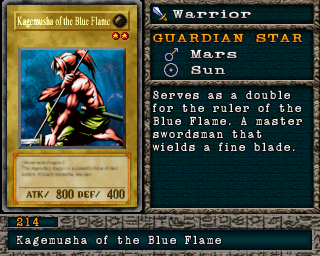 Kagemusha of the Blue Flame
ATK/ 800 DEF/ 400
Warrior
GUARDIAN STAR
Mars
Sun
Serves as a double
for the ruler of the
Blue Flame. A master
swordsman that
wields a fine blade.
214
Kagemusha of the Blue Flame